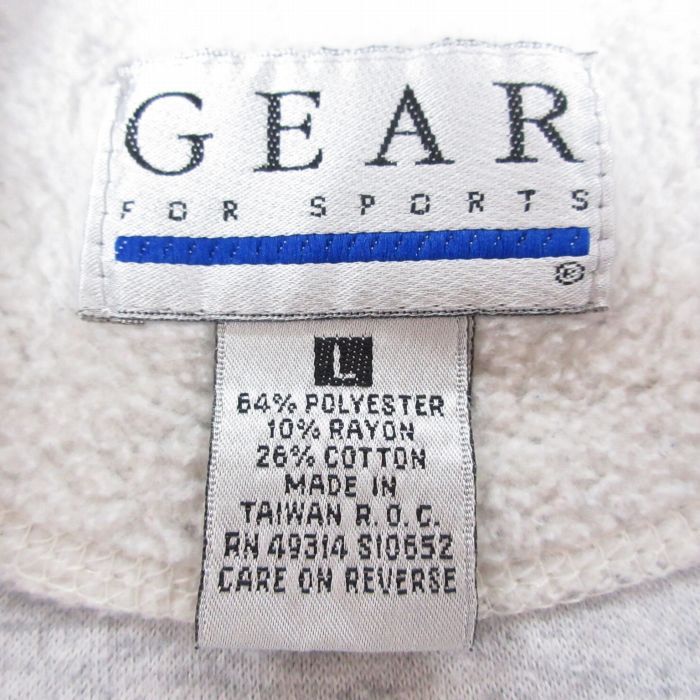 GEAR
FOR SPORTS
®
L
64% POLYESTER
10% RAYON
26% COTTON
MADE IN
TAIWAN R.O.C.
RN 49314 S10652
CARE ON REVERSE